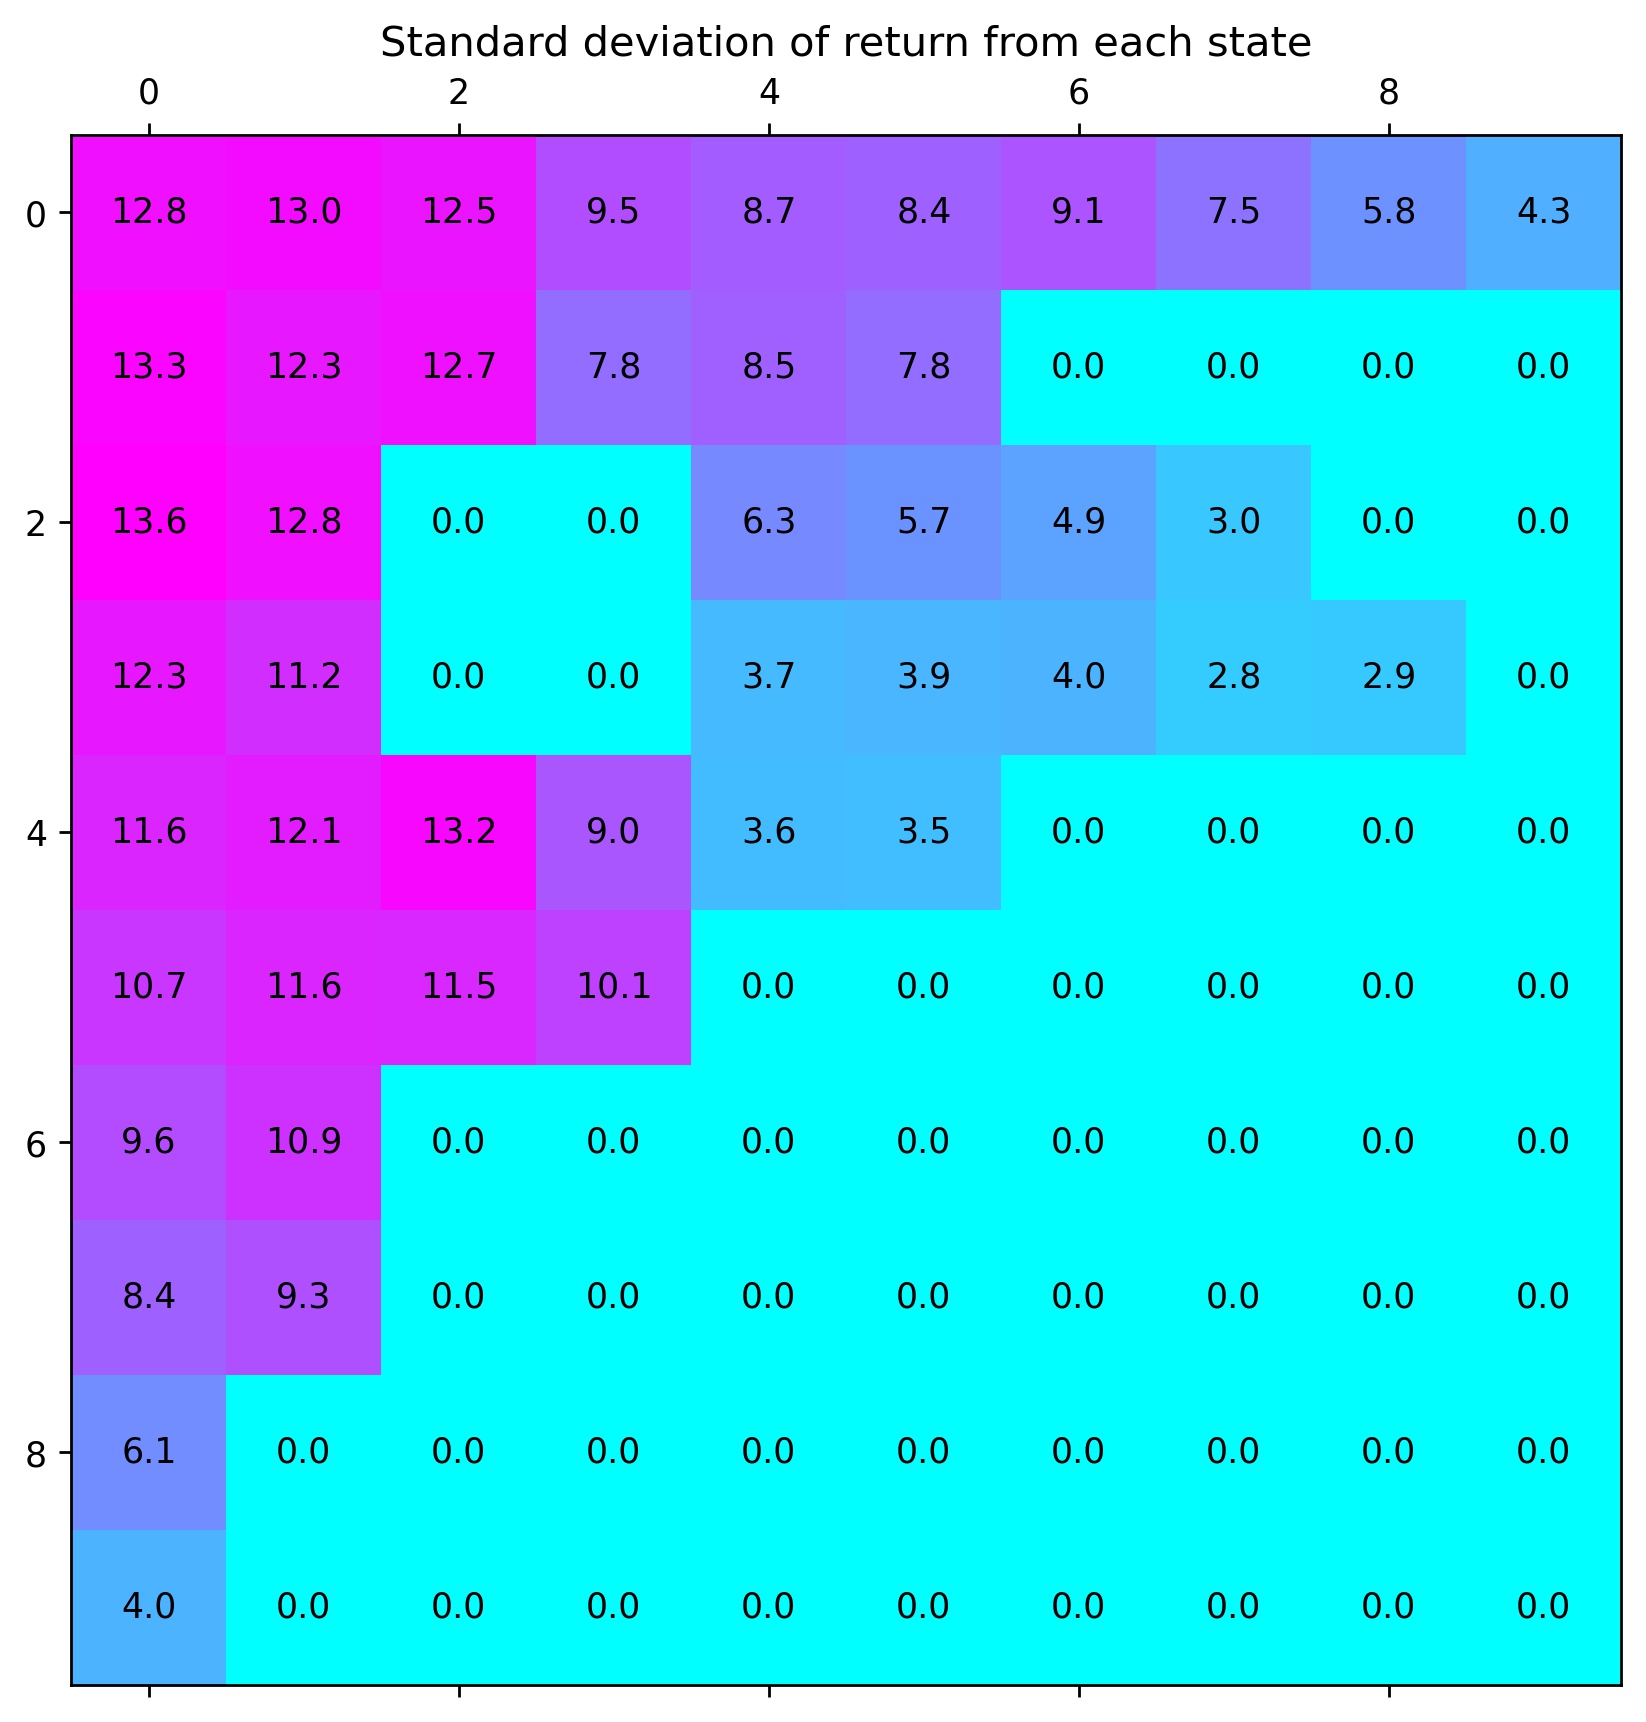 Standard deviation of return from each state
0 2 4 6 8
0 12.8 13.0 12.5 9.5 8.7 8.4 9.1 7.5 5.8 4.3
13.3 12.3 12.7 7.8 8.5 7.8 0.0 0.0 0.0 0.0
2 13.6 12.8 0.0 0.0 6.3 5.7 4.9 3.0 0.0 0.0
12.3 11.2 0.0 0.0 3.7 3.9 4.0 2.8 2.9 0.0
4 11.6 12.1 13.2 9.0 3.6 3.5 0.0 0.0 0.0 0.0
10.7 11.6 11.5 10.1 0.0 0.0 0.0 0.0 0.0 0.0
6 9.6 10.9 0.0 0.0 0.0 0.0 0.0 0.0 0.0 0.0
8.4 9.3 0.0 0.0 0.0 0.0 0.0 0.0 0.0 0.0
8 6.1 0.0 0.0 0.0 0.0 0.0 0.0 0.0 0.0 0.0
4.0 0.0 0.0 0.0 0.0 0.0 0.0 0.0 0.0 0.0